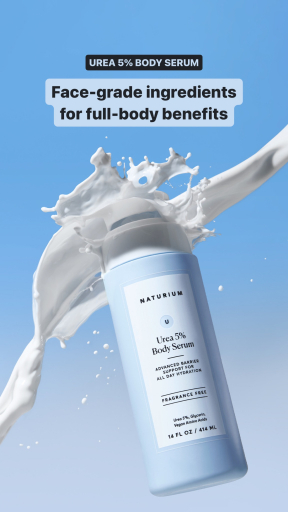 UREA 5% BODY SERUM
Face-grade ingredients
for full-body benefits
NATURIUM
U
Urea 5%
Body Serum
ADVANCED BARRIER
SUPPORT FOR
ALL DAY HYDRATION
FRAGRANCE FREE
Urea 5%, Glycerin,
Vegan Amino Acids
14 FL OZ / 414 ML